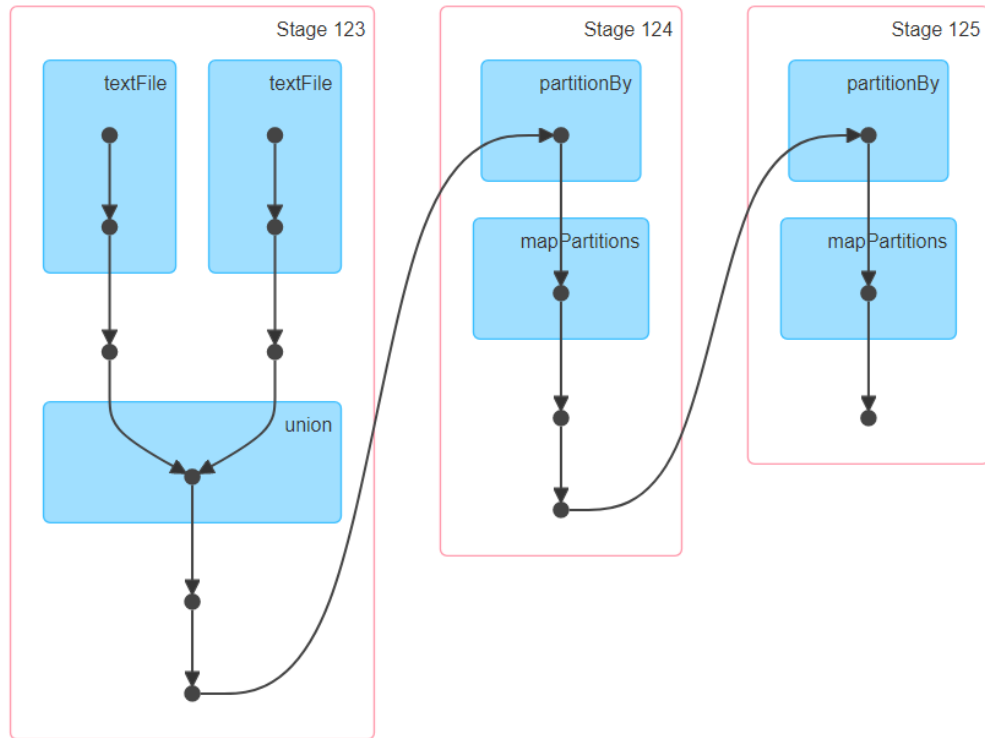 Stage 123
textFile
textFile
union
Stage 124
partitionBy
mapPartitions
Stage 125
partitionBy
mapPartitions